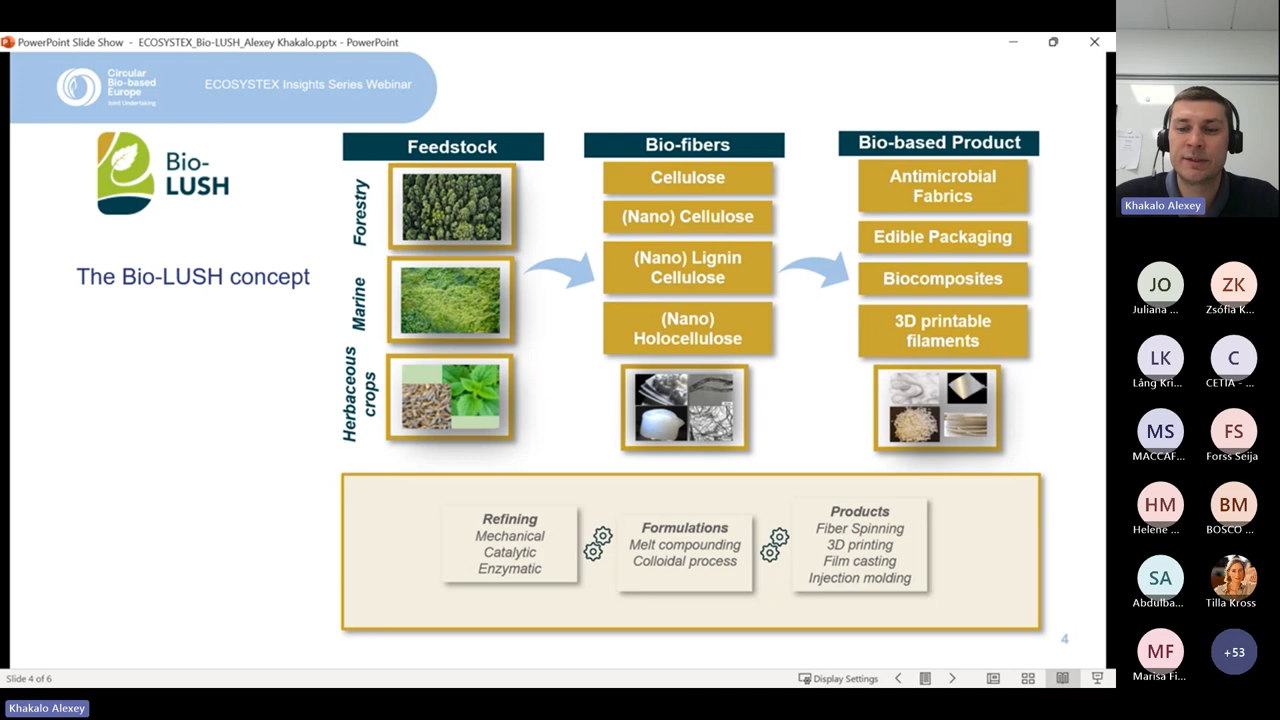 PowerPoint Slide Show - ECOSYSTEX_Bio-LUSH_Alexey Khakalo.pptx - PowerPoint
Circular
Bio-based
Europe
Joint Undertaking
ECOSYSTEX Insights Series Webinar
Bio-
LUSH
The Bio-LUSH concept
Feedstock
Forestry
Marine
Herbaceous
crops
Bio-fibers
Cellulose
(Nano) Cellulose
(Nano) Lignin
Cellulose
(Nano)
Holocellulose
Bio-based Product
Antimicrobial
Fabrics
Edible Packaging
Biocomposites
3D printable
filaments
Refining
Mechanical
Catalytic
Enzymatic
Formulations
Melt compounding
Colloidal process
Products
Fiber Spinning
3D printing
Film casting
Injection molding
4
Slide 4 of 6
Display Settings
Khakalo Alexey
Khakalo Alexey
JO
Juliana ...
ZK
Zsófia K...
LK
Láng Kri...
C
CETIA - ...
MS
MACCAF...
FS
Forss Seija
HM
Helene ...
BM
BOSCO ...
SA
Abdulba...
Tilla Kross
MF
Marisa Fi...
+53